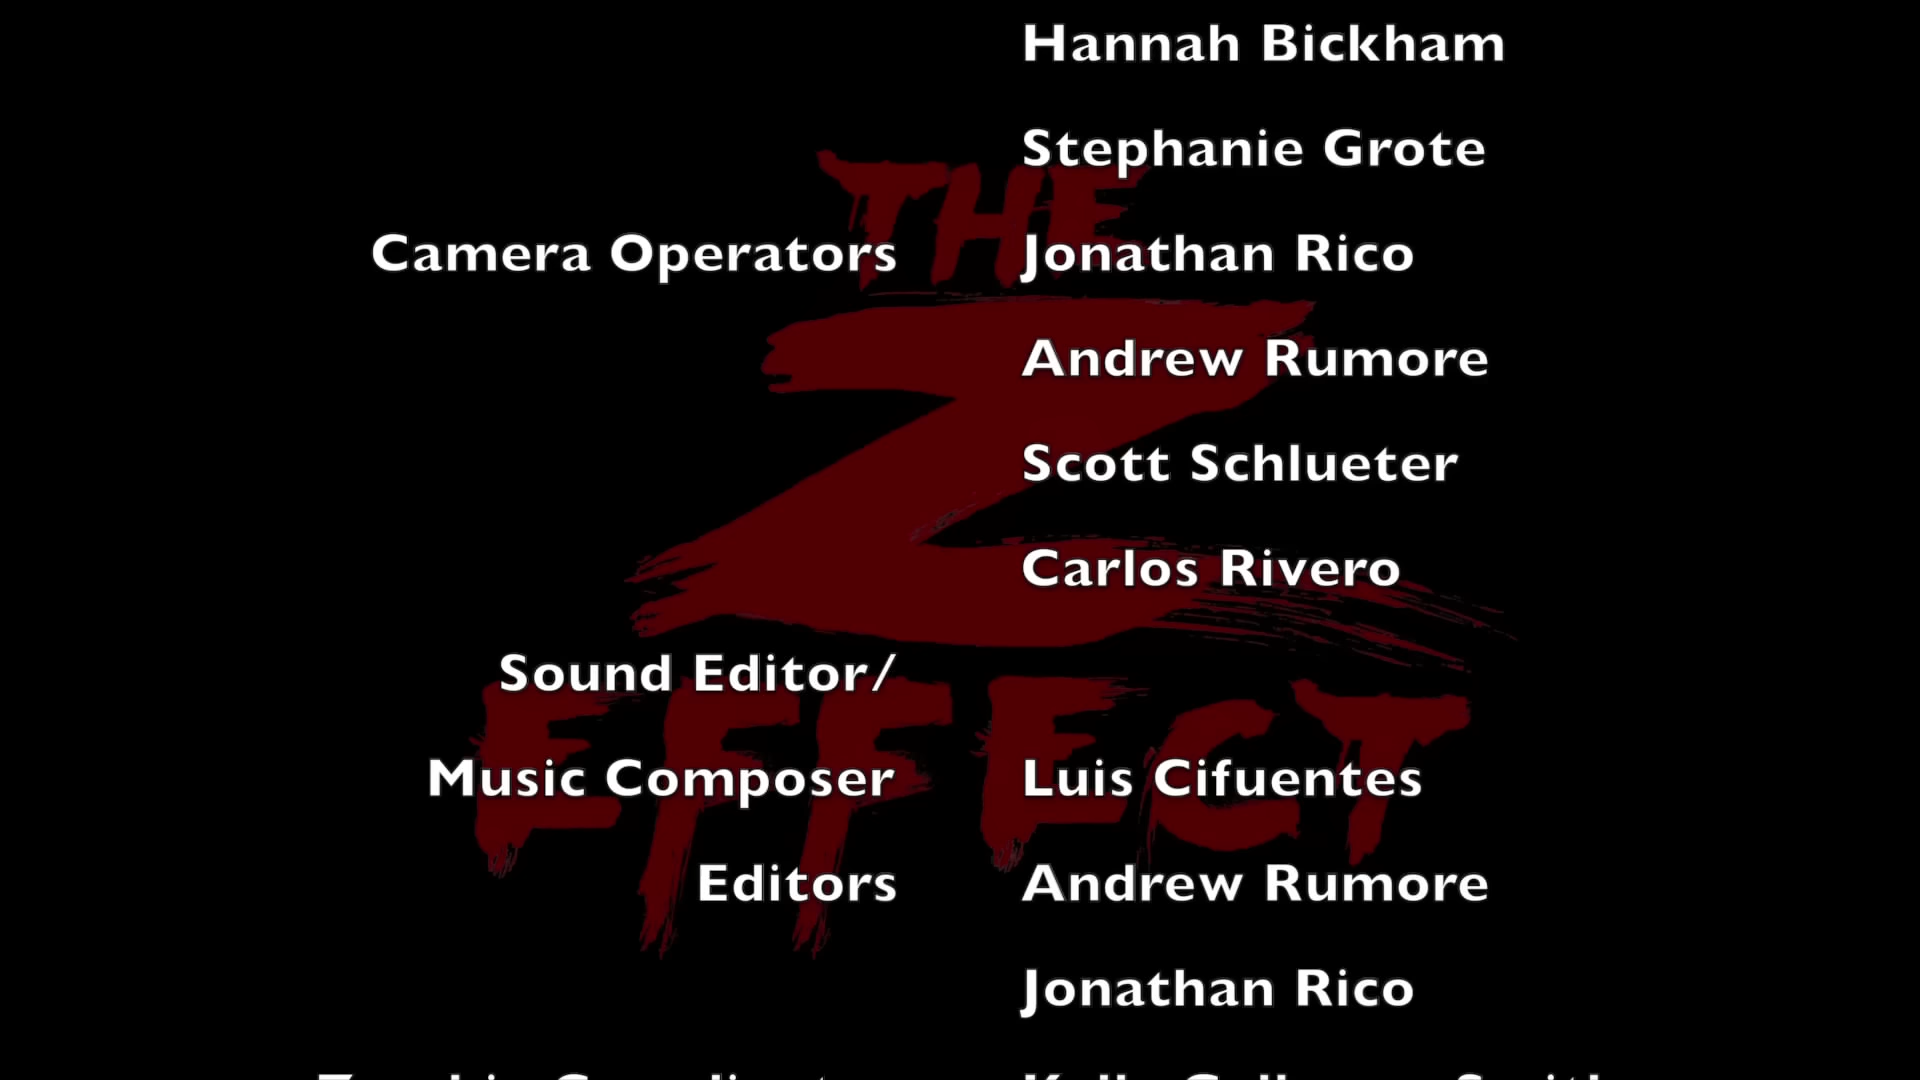 Hannah Bickham
Stephanie Grote
THE
Camera Operators Jonathan Rico
Z
Andrew Rumore
Scott Schlueter
Carlos Rivero
Sound Editor/
EFFECT
Music Composer Luis Cifuentes
Editors Andrew Rumore
Jonathan Rico